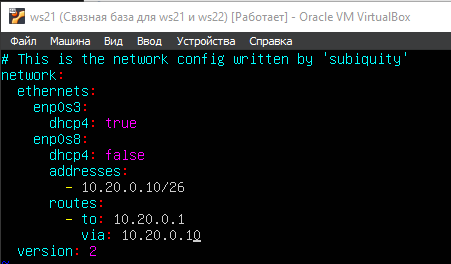 ws21 (Связная база для ws21 и ws22) [Работает] - Oracle VM VirtualBox
Файл Машина Вид Ввод Устройства Справка
# This is the network config written by 'subiquity'
network:
  ethernets:
    enp0s3:
      dhcp4: true
    enp0s8:
      dhcp4: false
      addresses:
        - 10.20.0.10/26
      routes:
        - to: 10.20.0.1
          via: 10.20.0.10
  version: 2